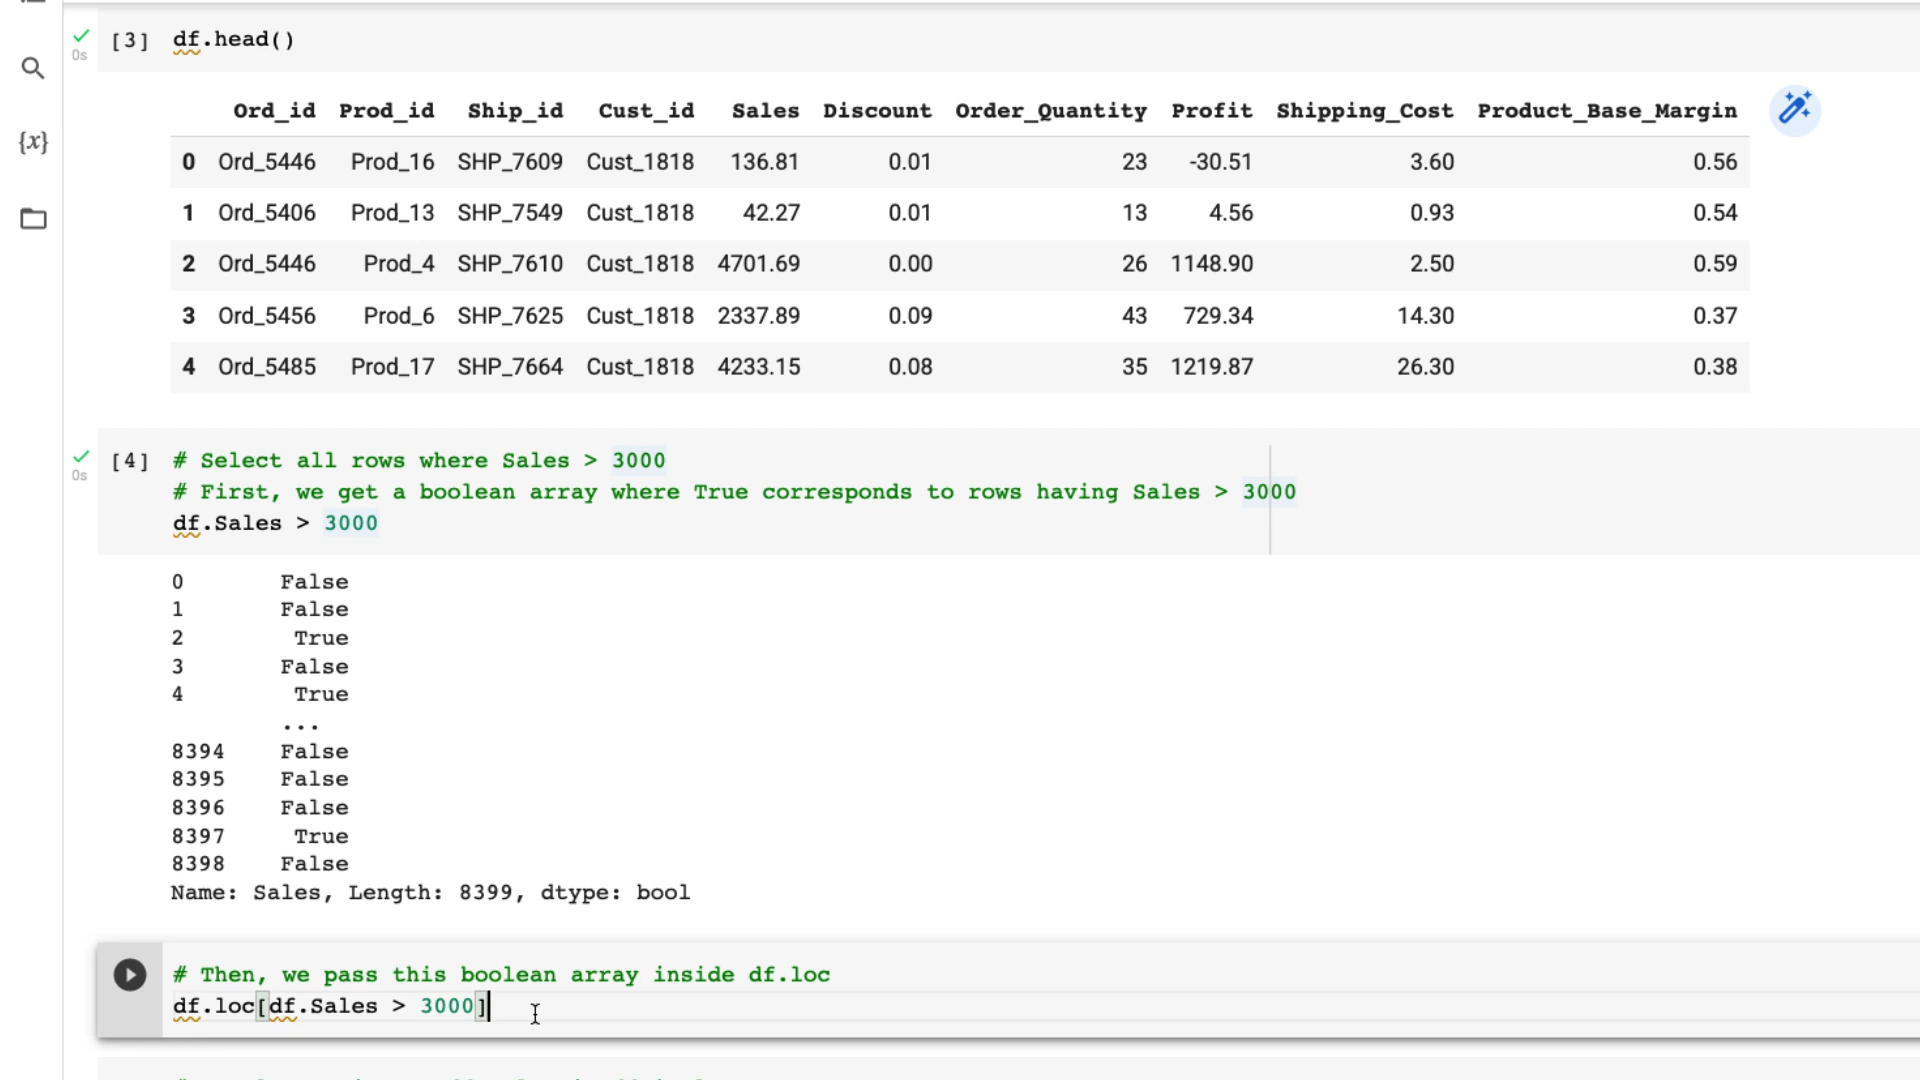 [3] df.head()
0s
Ord_id Prod_id Ship_id Cust_id Sales Discount Order_Quantity Profit Shipping_Cost Product_Base_Margin
0 Ord_5446 Prod_16 SHP_7609 Cust_1818 136.81 0.01 23 -30.51 3.60 0.56
{x}
1 Ord_5406 Prod_13 SHP_7549 Cust_1818 42.27 0.01 13 4.56 0.93 0.54
2 Ord_5446 Prod_4 SHP_7610 Cust_1818 4701.69 0.00 26 1148.90 2.50 0.59
3 Ord_5456 Prod_6 SHP_7625 Cust_1818 2337.89 0.09 43 729.34 14.30 0.37
4 Ord_5485 Prod_17 SHP_7664 Cust_1818 4233.15 0.08 35 1219.87 26.30 0.38
[4] # Select all rows where Sales > 3000
0s
# First, we get a boolean array where True corresponds to rows having Sales > 3000
df.Sales > 3000
0 False
1 False
2 True
3 False
4 True
...
8394 False
8395 False
8396 False
8397 True
8398 False
Name: Sales, Length: 8399, dtype: bool
# Then, we pass this boolean array inside df.loc
df.loc[df.Sales > 3000]